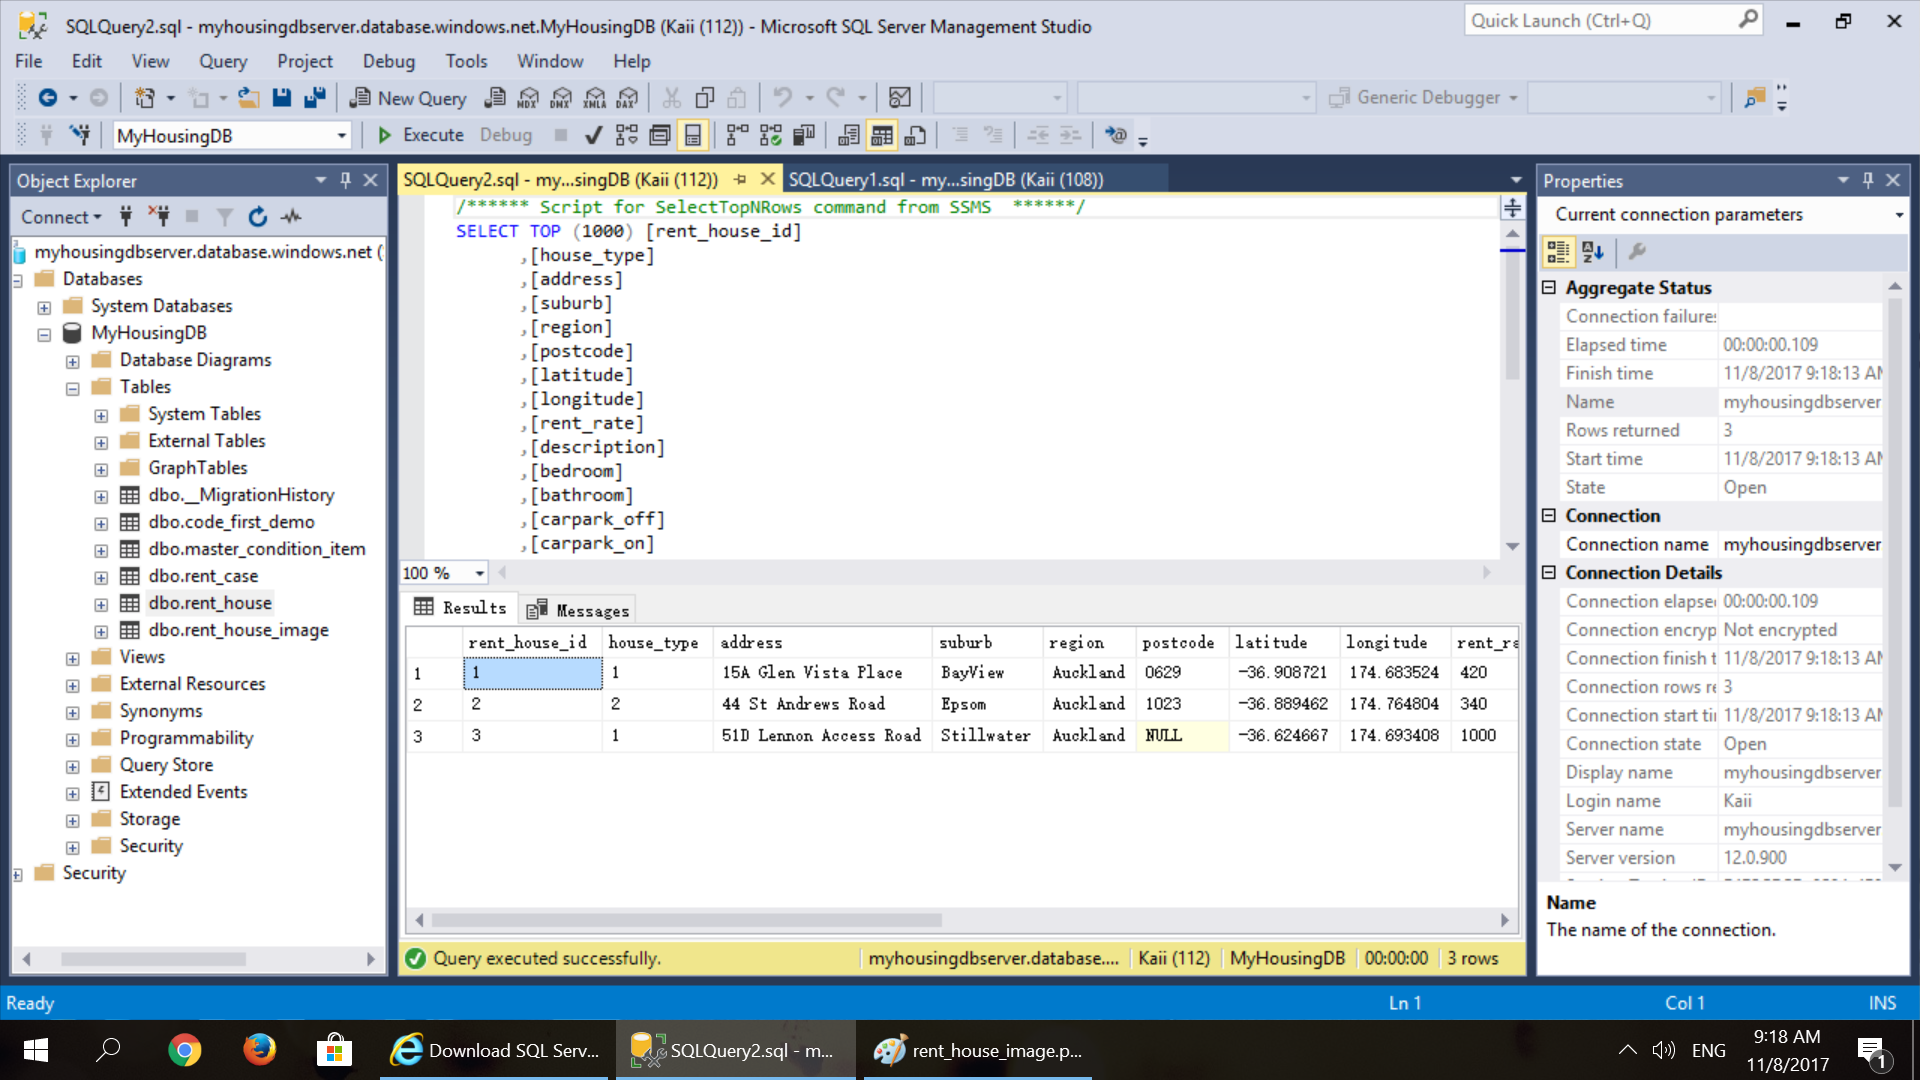 SQLQuery2.sql - myhousingdbserver.database.windows.net.MyHousingDB (Kaii (112)) - Microsoft SQL Server Management Studio
Quick Launch (Ctrl+Q)
File Edit View Query Project Debug Tools Window Help
New Query MDX DMX XMLA DAX Generic Debugger
MyHousingDB Execute Debug
Object Explorer
Connect
myhousingdbserver.database.windows.net (
Databases
System Databases
MyHousingDB
Database Diagrams
Tables
System Tables
External Tables
GraphTables
dbo.__MigrationHistory
dbo.code_first_demo
dbo.master_condition_item
dbo.rent_case
dbo.rent_house
dbo.rent_house_image
Views
External Resources
Synonyms
Programmability
Query Store
Extended Events
Storage
Security
Security
SQLQuery2.sql - my...singDB (Kaii (112)) SQLQuery1.sql - my...singDB (Kaii (108))
/****** Script for SelectTopNRows command from SSMS ******/
SELECT TOP (1000) [rent_house_id]
,[house_type]
,[address]
,[suburb]
,[region]
,[postcode]
,[latitude]
,[longitude]
,[rent_rate]
,[description]
,[bedroom]
,[bathroom]
,[carpark_off]
,[carpark_on]
100 %
Results Messages
rent_house_id house_type address suburb region postcode latitude longitude rent_ra
1 1 1 15A Glen Vista Place BayView Auckland 0629 -36.908721 174.683524 420
2 2 2 44 St Andrews Road Epsom Auckland 1023 -36.889462 174.764804 340
3 3 1 51D Lennon Access Road Stillwater Auckland NULL -36.624667 174.693408 1000
Query executed successfully. myhousingdbserver.database.... Kaii (112) MyHousingDB 00:00:00 3 rows
Properties
Current connection parameters
Aggregate Status
Connection failures
Elapsed time 00:00:00.109
Finish time 11/8/2017 9:18:13 AM
Name myhousingdbserver
Rows returned 3
Start time 11/8/2017 9:18:13 AM
State Open
Connection
Connection name myhousingdbserver
Connection Details
Connection elapse 00:00:00.109
Connection encryp Not encrypted
Connection finish t 11/8/2017 9:18:13 AM
Connection rows re 3
Connection start ti 11/8/2017 9:18:13 AM
Connection state Open
Display name myhousingdbserver
Login name Kaii
Server name myhousingdbserver
Server version 12.0.900
Name
The name of the connection.
Ready Ln 1 Col 1 INS
Download SQL Serv... SQLQuery2.sql - m... rent_house_image.p... ENG 9:18 AM
11/8/2017 1